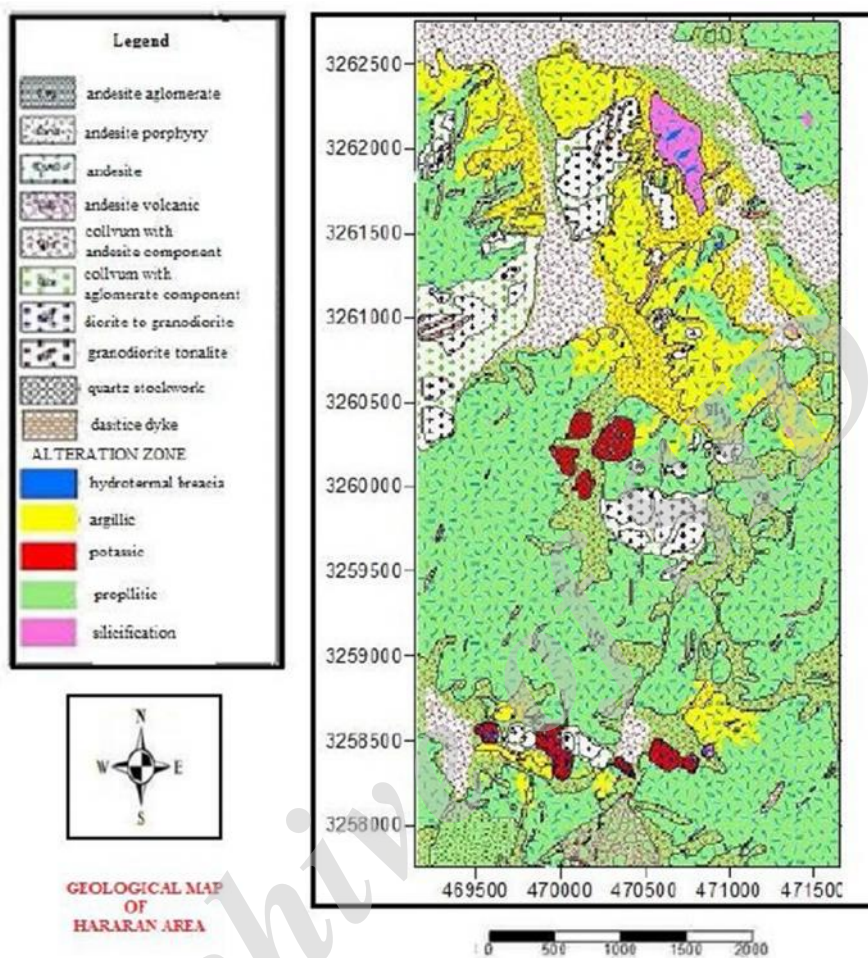 Legend
andesite aglomerate
andesite porphyry
andesite
andesite volcanic
collvum with
andesite component
collvum with
aglomerate component
diorite to granodiorite
granodiorite tonalite
quartz stockwork
dasitice dyke
ALTERATION ZONE
hydrotermal breacia
argillic
potassic
propllitic
silicification
N
W E
S
GEOLOGICAL MAP
OF
HARARAN AREA
3262500
3262000
3261500
3261000
3260500
3260000
3259500
3259000
3258500
3258000
469500 470000 470500 471000 471500
0 500 1000 1500 2000